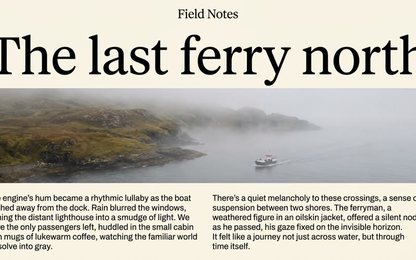 Field Notes
The last ferry north
engine's hum became a rhythmic lullaby as the boat
away from the dock. Rain blurred the windows,
the distant lighthouse into a smudge of light. We
the only passengers left, huddled in the small cabin
mugs of lukewarm coffee, watching the familiar world
into gray.
There's a quiet melancholy to these crossings, a sense
suspension between two shores. The ferryman, a
weathered figure in an oilskin jacket, offered a silent nod
as he passed, his gaze fixed on the invisible horizon.
It felt like a journey not just across water, but through
time itself.